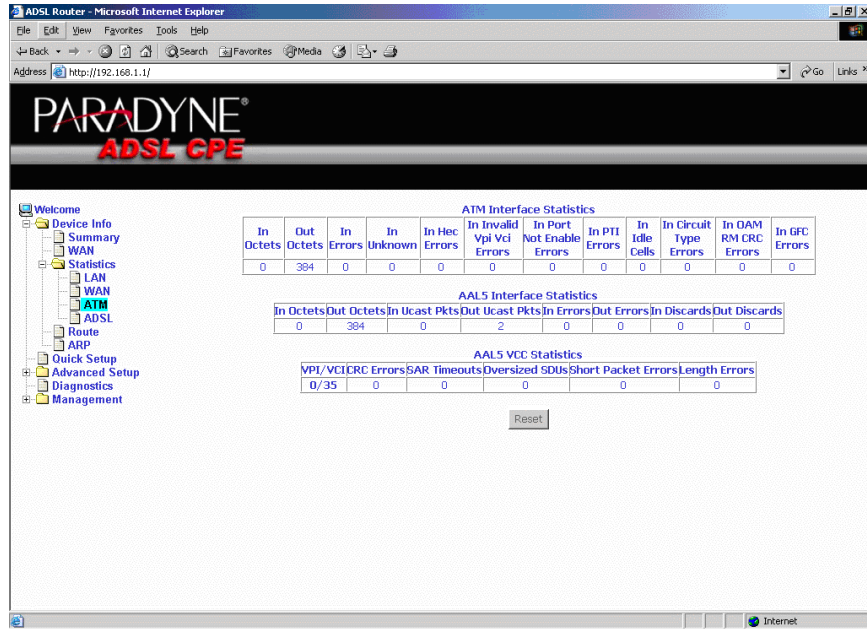 ADSL Router - Microsoft Internet Explorer
File Edit View Favorites Tools Help
Back Search Favorites Media
Address http://192.168.1.1/ Go Links »
PARADYNE®
ADSL CPE
Welcome
Device Info
Summary
WAN
Statistics
LAN
WAN
ATM
ADSL
Route
ARP
Quick Setup
Advanced Setup
Diagnostics
Management
ATM Interface Statistics
In Octets Out Octets In Errors In Unknown In Hec Errors In Invalid Vpi Vci Errors In Port Not Enable Errors In PTI Errors In Idle Cells In Circuit Type Errors In OAM RM CRC Errors In GFC Errors
0 384 0 0 0 0 0 0 0 0 0 0
AAL5 Interface Statistics
In Octets Out Octets In Ucast Pkts Out Ucast Pkts In Errors Out Errors In Discards Out Discards
0 384 0 2 0 0 0 0
AAL5 VCC Statistics
VPI/VCI CRC Errors SAR Timeouts Oversized SDUs Short Packet Errors Length Errors
0/35 0 0 0 0 0
Reset
Internet